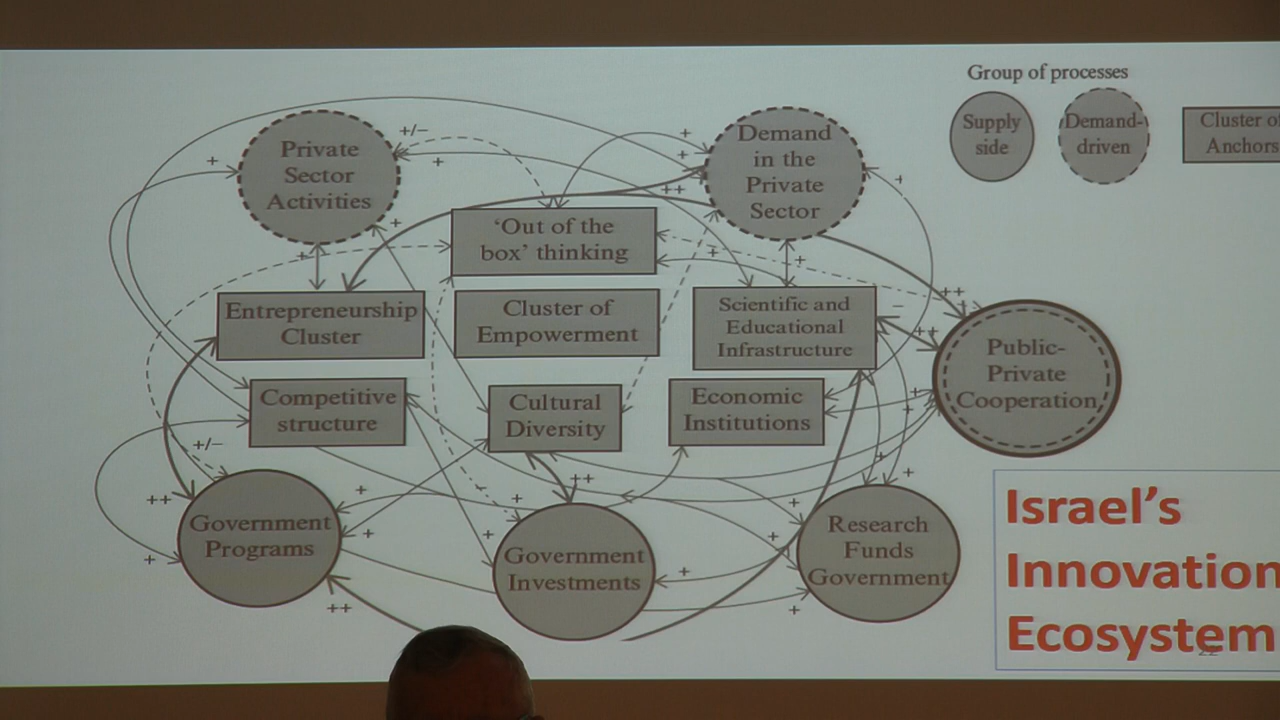 Group of processes
Supply
side
Demand-
driven
Cluster of
Anchors
Private
Sector
Activities
Demand
in the
Private
Sector
‘Out of the
box’ thinking
Entrepreneurship
Cluster
Cluster of
Empowerment
Scientific and
Educational
Infrastructure
Public-
Private
Cooperation
Competitive
structure
Cultural
Diversity
Economic
Institutions
Government
Programs
Government
Investments
Research
Funds
Government
Israel’s
Innovation
Ecosystem
22
+
+/−
+
+
+
++
+
+
+
+
+
+
−
++
++
+
+/−
++
+
++
+
+
+
+
++
+
+
+
+
+
+